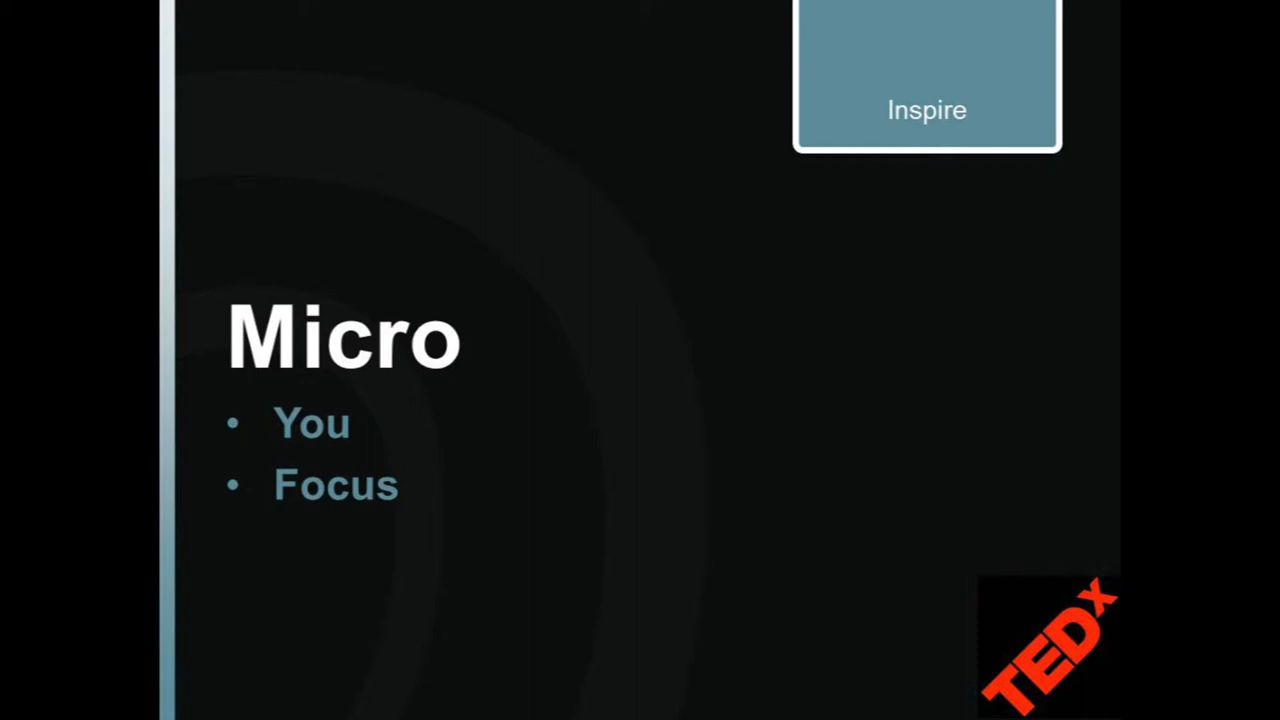 Inspire
Micro
• You
• Focus
TEDx